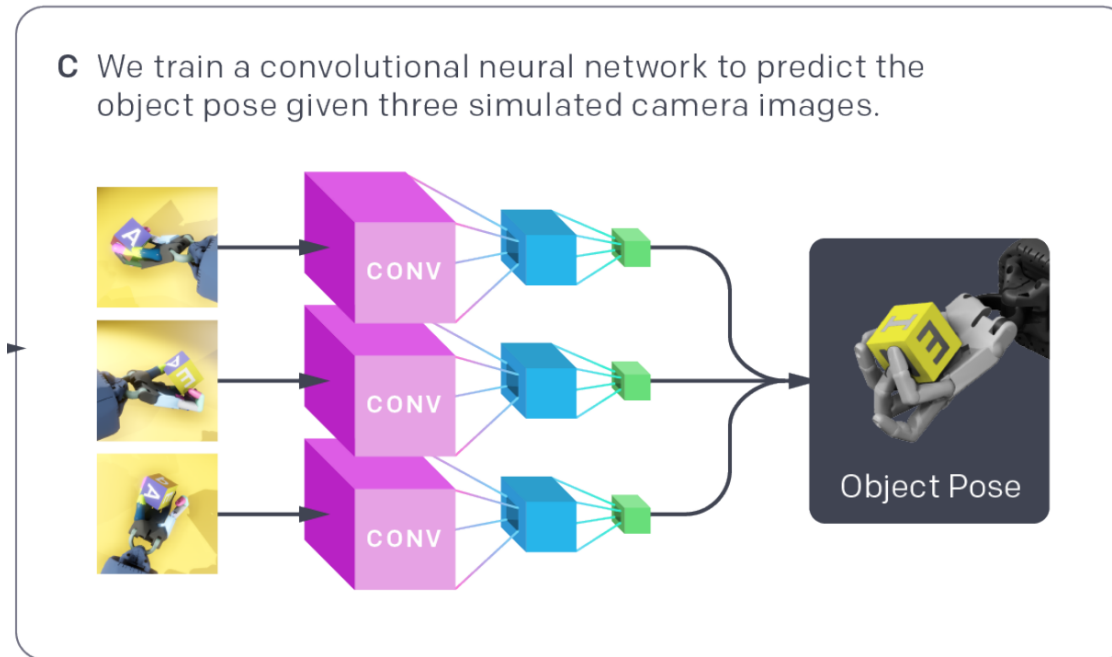 C We train a convolutional neural network to predict the
object pose given three simulated camera images.
A
CONV
A E
CONV
A
CONV
I E
Object Pose